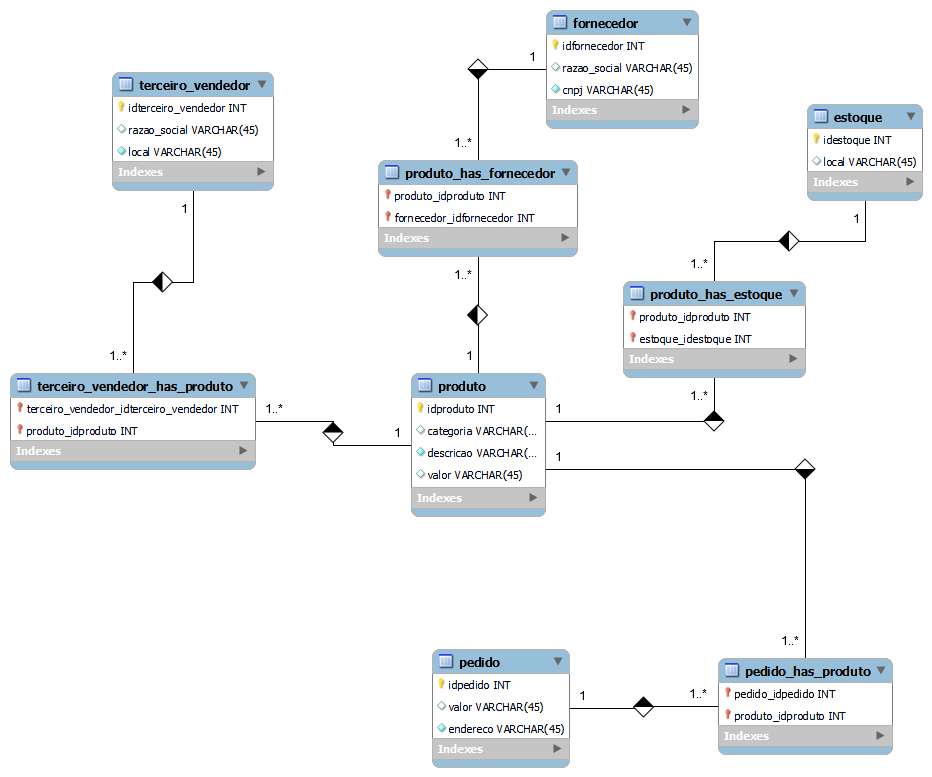 fornecedor
idfornecedor INT
razao_social VARCHAR(45)
cnpj VARCHAR(45)
Indexes
1
1..*
terceiro_vendedor
idterceiro_vendedor INT
razao_social VARCHAR(45)
local VARCHAR(45)
Indexes
1
1..*
estoque
idestoque INT
local VARCHAR(45)
Indexes
1
1..*
produto_has_fornecedor
produto_idproduto INT
fornecedor_idfornecedor INT
Indexes
1..*
1
produto_has_estoque
produto_idproduto INT
estoque_idestoque INT
Indexes
1..*
1
terceiro_vendedor_has_produto
terceiro_vendedor_idterceiro_vendedor INT
produto_idproduto INT
Indexes
1..*
1
produto
idproduto INT
categoria VARCHAR(...
descricao VARCHAR(...
valor VARCHAR(45)
Indexes
1
1..*
pedido
idpedido INT
valor VARCHAR(45)
endereco VARCHAR(45)
Indexes
1
1..*
pedido_has_produto
pedido_idpedido INT
produto_idproduto INT
Indexes